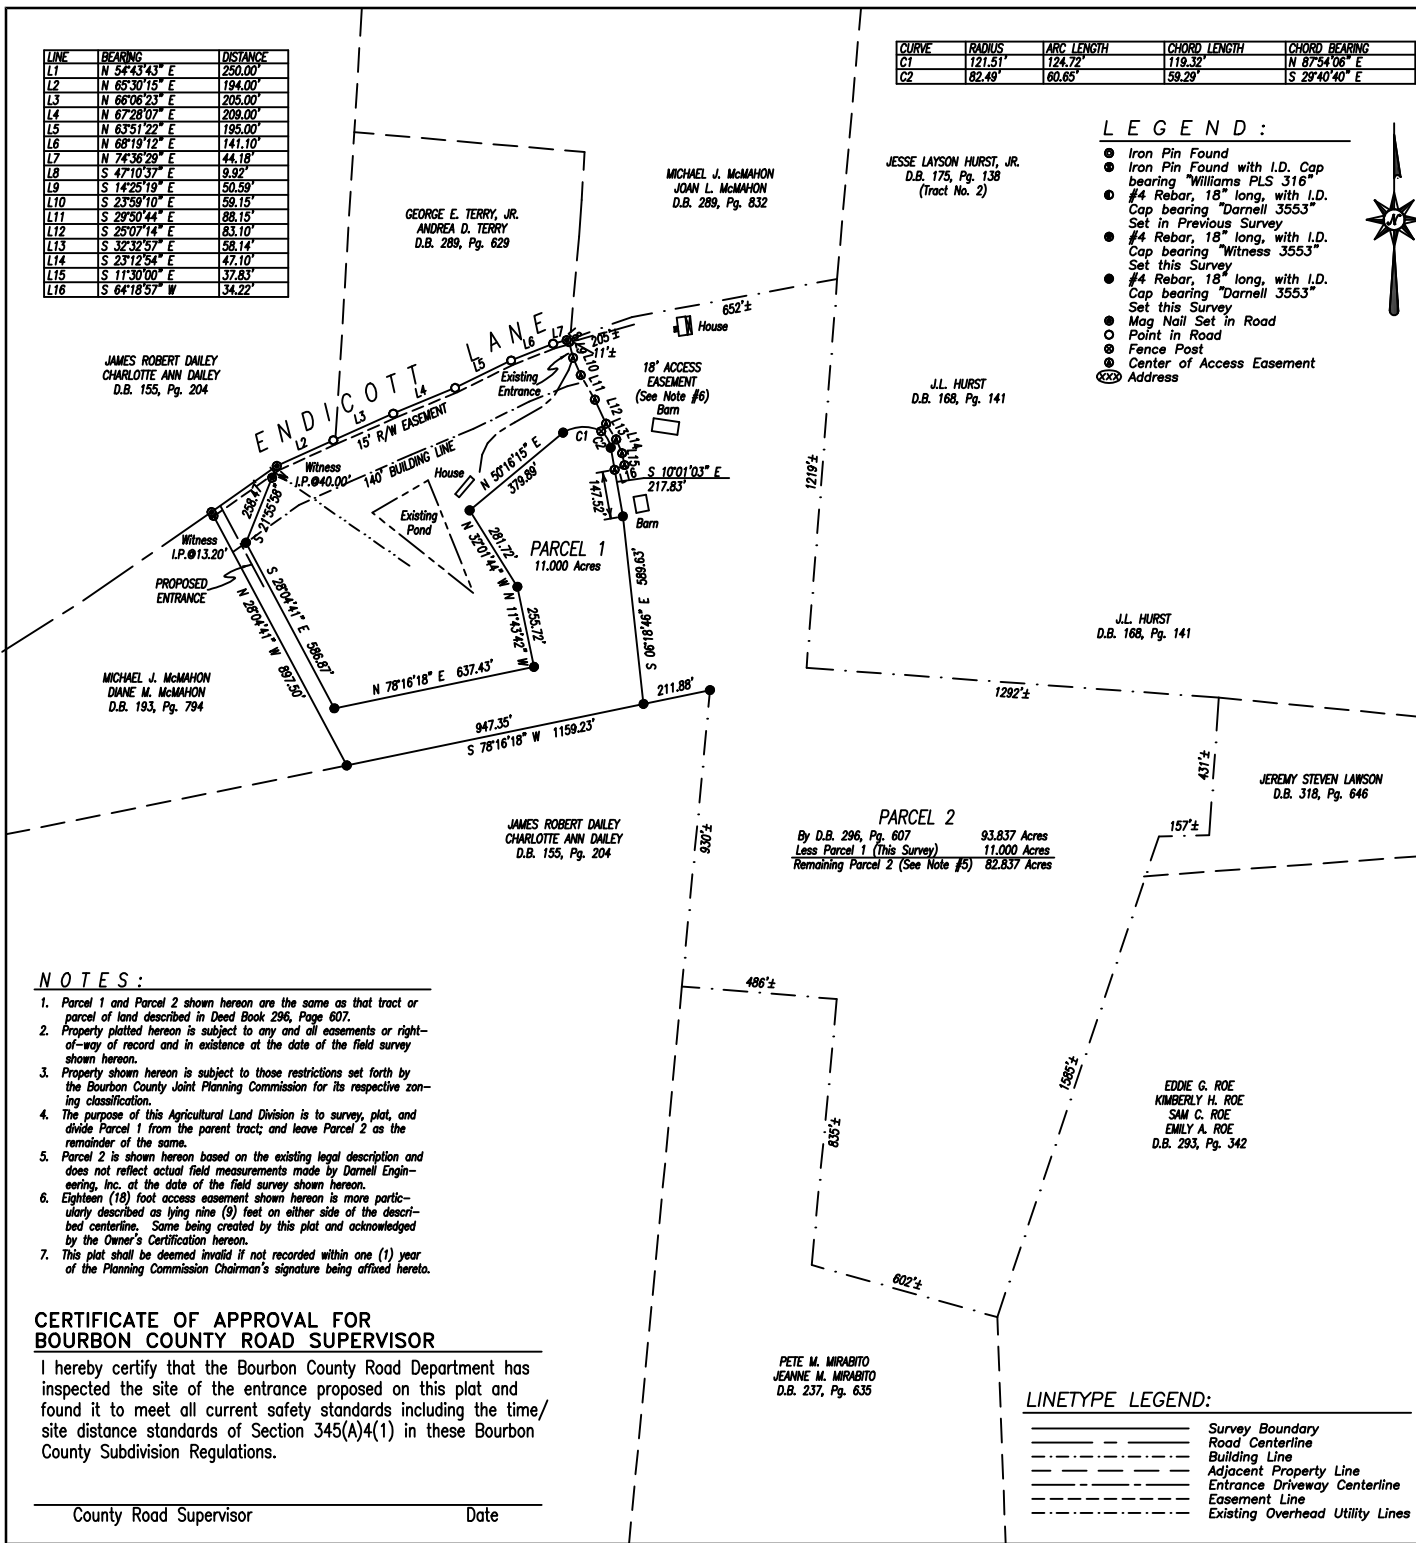 LINE BEARING DISTANCE
L1 N 54°43'43" E 250.00'
L2 N 65°30'15" E 194.00'
L3 N 66°06'23" E 205.00'
L4 N 67°28'07" E 209.00'
L5 N 63°51'22" E 195.00'
L6 N 68°19'12" E 141.10'
L7 N 74°36'29" E 44.18'
L8 S 47°10'37" E 9.92'
L9 S 14°25'19" E 50.59'
L10 S 23°59'10" E 59.15'
L11 S 29°50'44" E 88.15'
L12 S 25°07'14" E 83.10'
L13 S 32°32'57" E 58.14'
L14 S 23°12'54" E 47.10'
L15 S 11°30'00" E 37.83'
L16 S 64°18'57" W 34.22'
CURVE RADIUS ARC LENGTH CHORD LENGTH CHORD BEARING
C1 121.51' 124.72' 119.32' N 87°54'06" E
C2 82.49' 60.65' 59.29' S 29°40'40" E
LEGEND:
Iron Pin Found
Iron Pin Found with I.D. Cap
bearing "Williams PLS 316"
#4 Rebar, 18" long, with I.D.
Cap bearing "Darnell 3553"
Set in Previous Survey
#4 Rebar, 18" long, with I.D.
Cap bearing "Witness 3553"
Set this Survey
#4 Rebar, 18" long, with I.D.
Cap bearing "Darnell 3553"
Set this Survey
Mag Nail Set in Road
Point in Road
Fence Post
Center of Access Easement
XXX Address
N
MICHAEL J. McMAHON
JOAN L. McMAHON
D.B. 289, Pg. 832
JESSE LAYSON HURST, JR.
D.B. 175, Pg. 138
(Tract No. 2)
GEORGE E. TERRY, JR.
ANDREA D. TERRY
D.B. 289, Pg. 629
JAMES ROBERT DAILEY
CHARLOTTE ANN DAILEY
D.B. 155, Pg. 204
ENDICOTT LANE
L2
L3
L4
L5
L6
L7
L9
L10
L11
L12
L13
L14
L15
L16
C1
C2
205'±
11'±
652'±
House
18' ACCESS
EASEMENT
(See Note #6)
Barn
Existing
Entrance
15' R/W EASEMENT
140' BUILDING LINE
House
Witness
I.P.@40.00'
258.47'
S 21°55'58"
Witness
I.P.@13.20'
PROPOSED
ENTRANCE
Existing
Pond
N 50°16'15" E
379.89'
S 10°01'03" E
217.83'
147.52'
Barn
281.72'
N 32°01'44" W
PARCEL 1
11.000 Acres
255.72'
N 11°43'42" W
S 06°18'46" E 589.63'
S 28°04'41" E 586.87'
N 28°04'41" W 897.50'
N 78°16'18" E 637.43'
211.88'
947.35'
S 78°16'18" W 1159.23'
J.L. HURST
D.B. 168, Pg. 141
1219'±
J.L. HURST
D.B. 168, Pg. 141
1292'±
431'±
157'±
JEREMY STEVEN LAWSON
D.B. 318, Pg. 646
MICHAEL J. McMAHON
DIANE M. McMAHON
D.B. 193, Pg. 794
JAMES ROBERT DAILEY
CHARLOTTE ANN DAILEY
D.B. 155, Pg. 204
930'±
PARCEL 2
By D.B. 296, Pg. 607 93.837 Acres
Less Parcel 1 (This Survey) 11.000 Acres
Remaining Parcel 2 (See Note #5) 82.837 Acres
486'±
835'±
602'±
1585'±
EDDIE G. ROE
KIMBERLY H. ROE
SAM C. ROE
EMILY A. ROE
D.B. 293, Pg. 342
PETE M. MIRABITO
JEANNE M. MIRABITO
D.B. 237, Pg. 635
NOTES:
1. Parcel 1 and Parcel 2 shown hereon are the same as that tract or
parcel of land described in Deed Book 296, Page 607.
2. Property platted hereon is subject to any and all easements or right-
of-way of record and in existence at the date of the field survey
shown hereon.
3. Property shown hereon is subject to those restrictions set forth by
the Bourbon County Joint Planning Commission for its respective zon-
ing classification.
4. The purpose of this Agricultural Land Division is to survey, plat, and
divide Parcel 1 from the parent tract; and leave Parcel 2 as the
remainder of the same.
5. Parcel 2 is shown hereon based on the existing legal description and
does not reflect actual field measurements made by Darnell Engin-
eering, Inc. at the date of the field survey shown hereon.
6. Eighteen (18) foot access easement shown hereon is more partic-
ularly described as lying nine (9) feet on either side of the descri-
bed centerline. Same being created by this plat and acknowledged
by the Owner's Certification hereon.
7. This plat shall be deemed invalid if not recorded within one (1) year
of the Planning Commission Chairman's signature being affixed hereto.
CERTIFICATE OF APPROVAL FOR
BOURBON COUNTY ROAD SUPERVISOR
I hereby certify that the Bourbon County Road Department has
inspected the site of the entrance proposed on this plat and
found it to meet all current safety standards including the time/
site distance standards of Section 345(A)4(1) in these Bourbon
County Subdivision Regulations.
County Road Supervisor Date
LINETYPE LEGEND:
Survey Boundary
Road Centerline
Building Line
Adjacent Property Line
Entrance Driveway Centerline
Easement Line
Existing Overhead Utility Lines